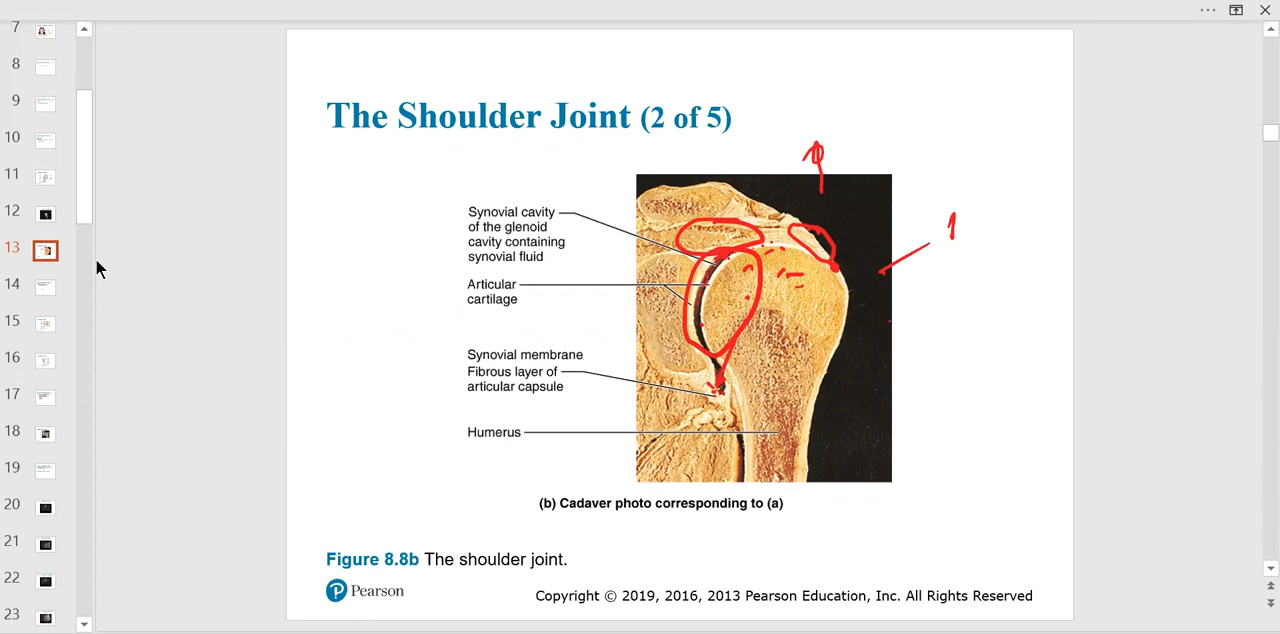 7
8
9
10
11
12
13
14
15
16
17
18
19
20
21
22
23
The Shoulder Joint (2 of 5)
Synovial cavity
of the glenoid
cavity containing
synovial fluid
Articular
cartilage
Synovial membrane
Fibrous layer of
articular capsule
Humerus
(b) Cadaver photo corresponding to (a)
Figure 8.8b The shoulder joint.
Pearson
Copyright © 2019, 2016, 2013 Pearson Education, Inc. All Rights Reserved